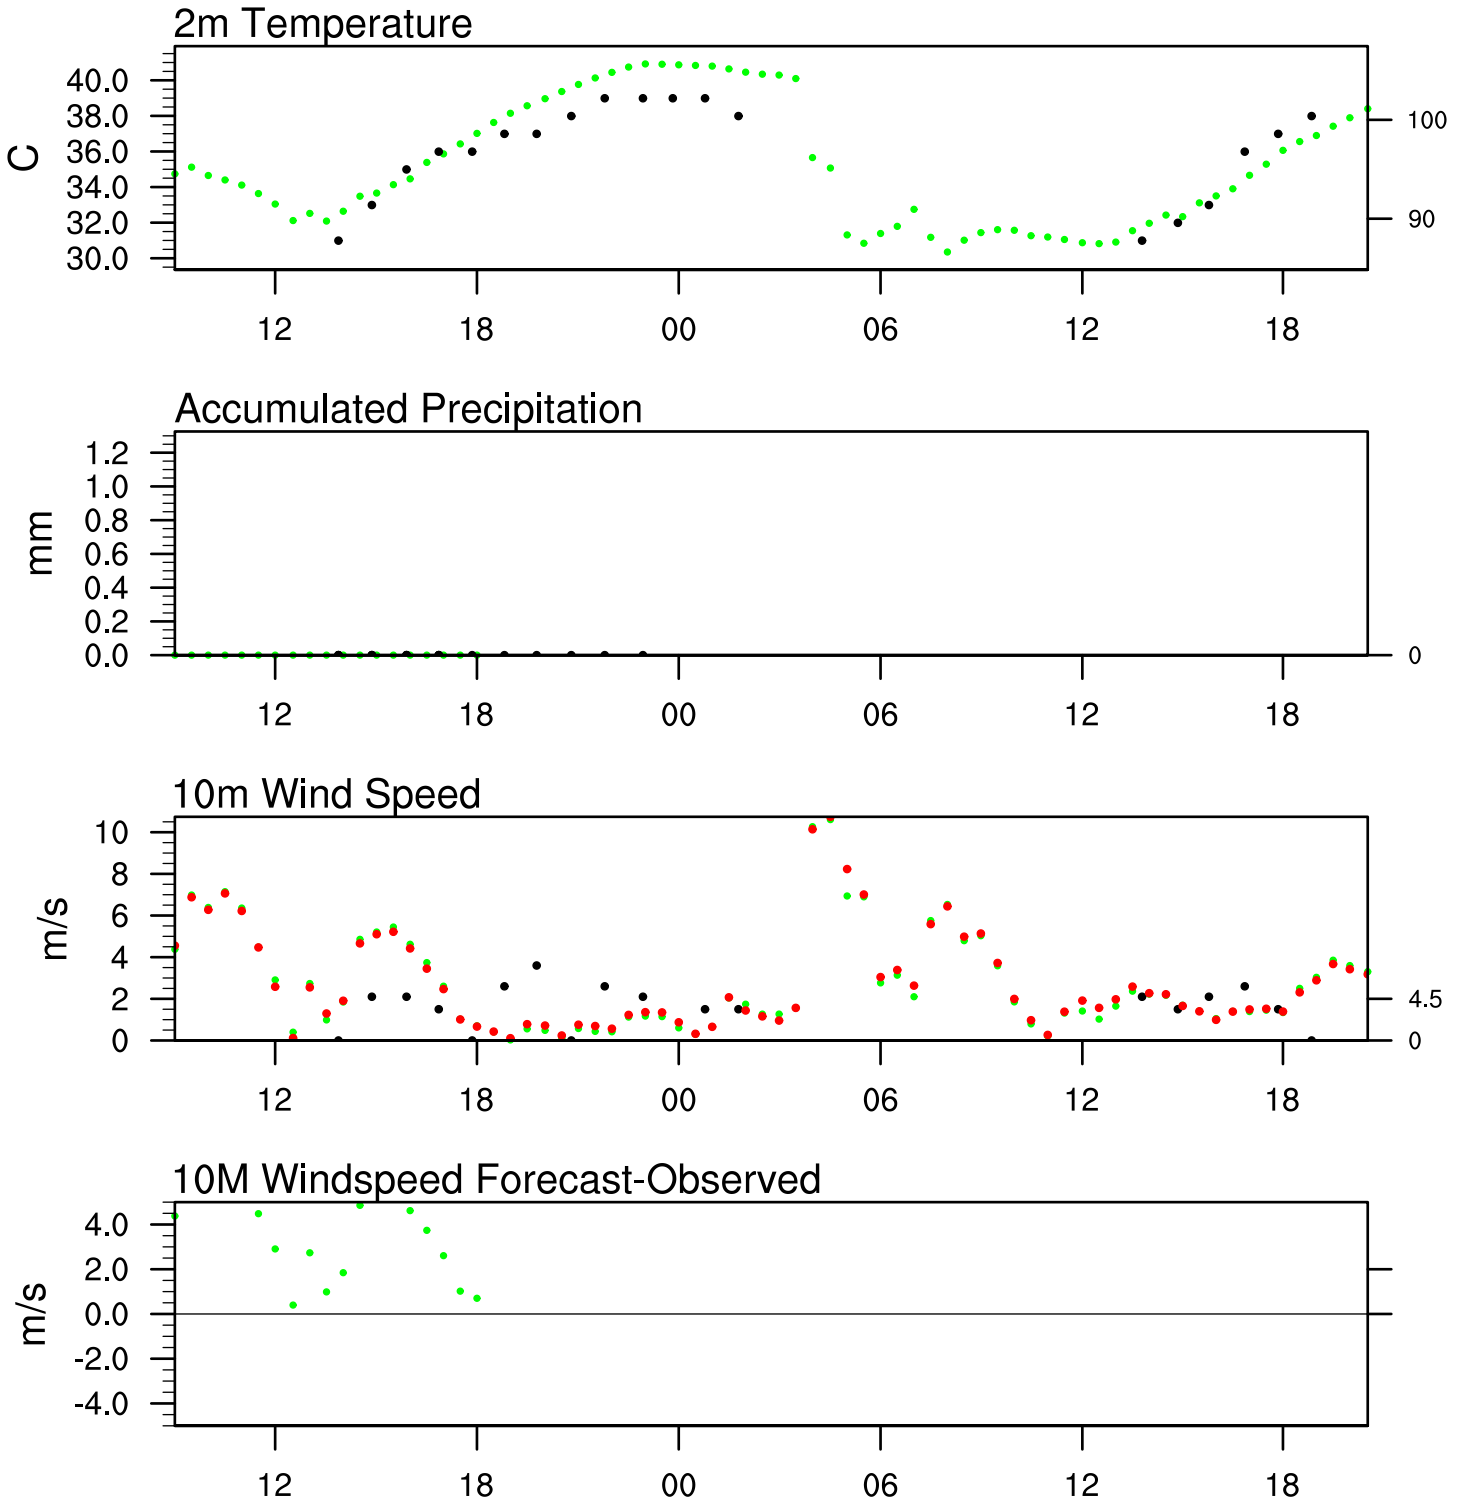 2m Temperature
40.0
38.0
36.0
34.0
32.0
30.0
C
100
90
12 18 00 06 12 18
Accumulated Precipitation
1.2
1.0
0.8
0.6
0.4
0.2
0.0
mm
0
12 18 00 06 12 18
10m Wind Speed
10
8
6
4
2
0
m/s
4.5
0
12 18 00 06 12 18
10M Windspeed Forecast-Observed
4.0
2.0
0.0
-2.0
-4.0
m/s
12 18 00 06 12 18